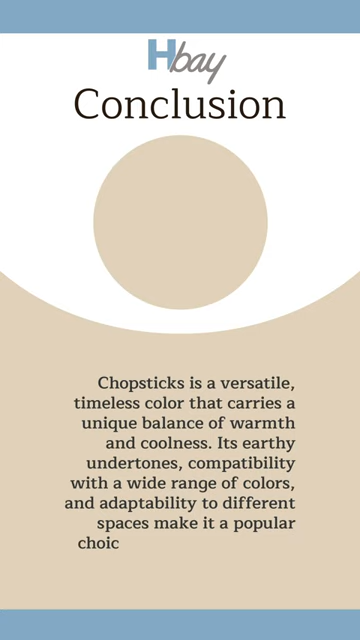 Hbay
Conclusion
Chopsticks is a versatile,
timeless color that carries a
unique balance of warmth
and coolness. Its earthy
undertones, compatibility
with a wide range of colors,
and adaptability to different
spaces make it a popular
choic